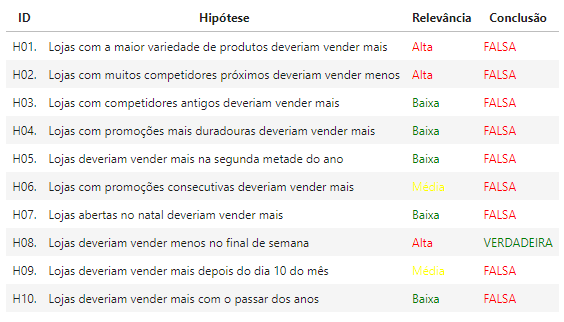 ID Hipótese Relevância Conclusão
H01. Lojas com a maior variedade de produtos deveriam vender mais Alta FALSA
H02. Lojas com muitos competidores próximos deveriam vender menos Alta FALSA
H03. Lojas com competidores antigos deveriam vender mais Baixa FALSA
H04. Lojas com promoções mais duradouras deveriam vender mais Baixa FALSA
H05. Lojas deveriam vender mais na segunda metade do ano Baixa FALSA
H06. Lojas com promoções consecutivas deveriam vender mais Média FALSA
H07. Lojas abertas no natal deveriam vender mais Baixa FALSA
H08. Lojas deveriam vender menos no final de semana Alta VERDADEIRA
H09. Lojas deveriam vender mais depois do dia 10 do mês Média FALSA
H10. Lojas deveriam vender mais com o passar dos anos Baixa FALSA